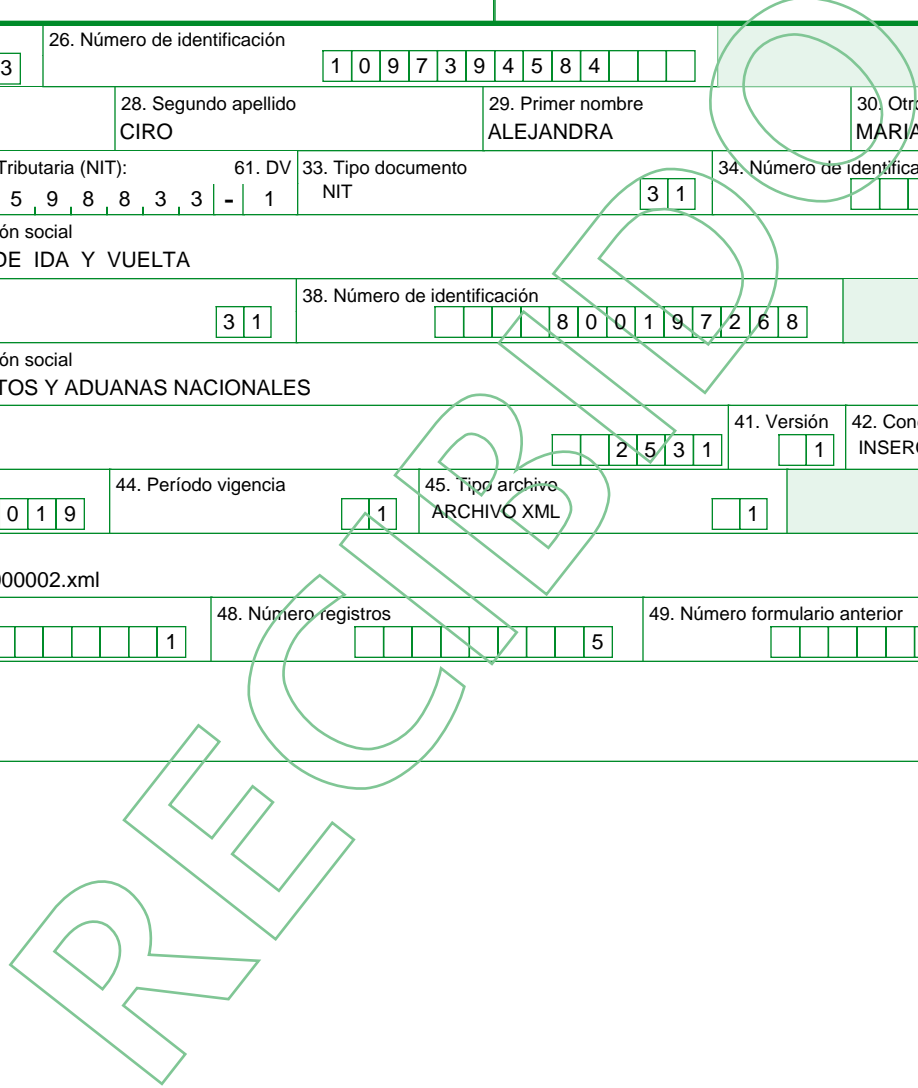 26. Número de identificación
3 1 0 9 7 3 9 4 5 8 4
28. Segundo apellido 29. Primer nombre 30. Otro
CIRO ALEJANDRA MARIA
Tributaria (NIT): 61. DV 33. Tipo documento 34. Número de identifica
5 9 8 8 3 3 - 1 NIT 3 1
ón social
DE IDA Y VUELTA
38. Número de identificación
3 1 8 0 0 1 9 7 2 6 8
ón social
TOS Y ADUANAS NACIONALES
41. Versión 42. Con
2 5 3 1 1 INSERC
44. Período vigencia 45. Tipo archivo
0 1 9 1 ARCHIVO XML 1
000002.xml
48. Número registros 49. Número formulario anterior
1 5
RECIBIDO